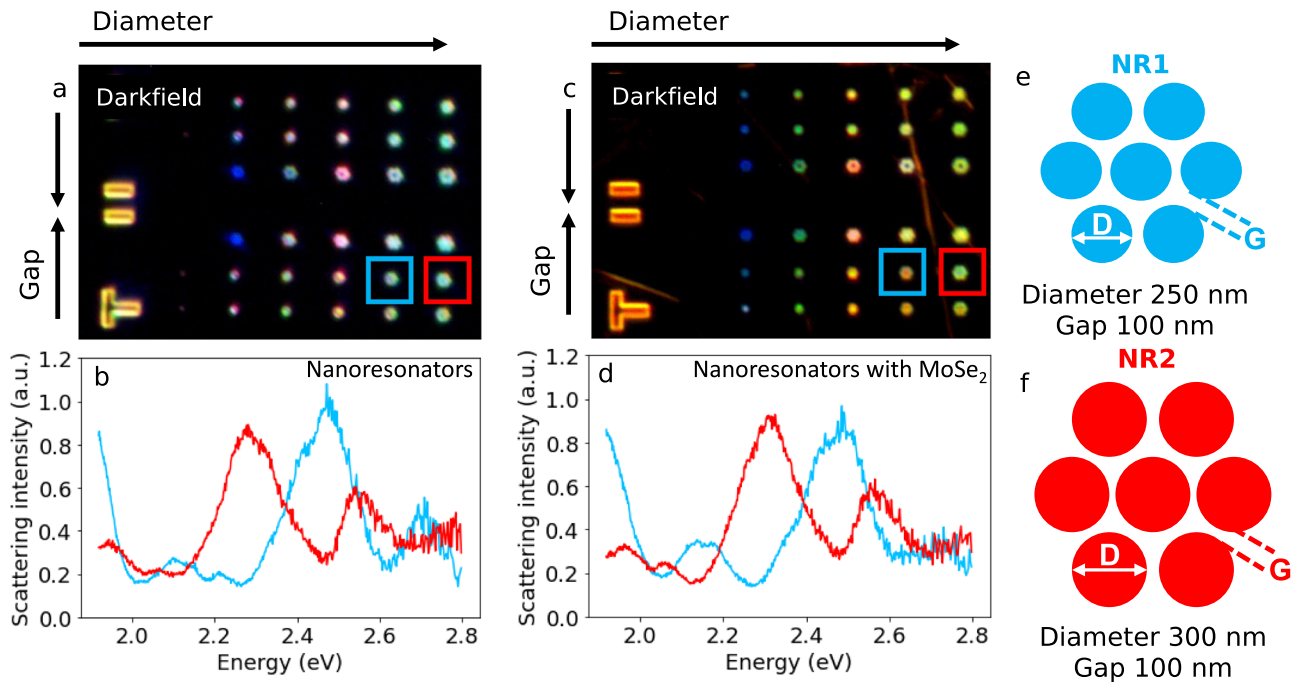 Diameter
Diameter
a
Darkfield
Gap
c
Darkfield
Gap
e
NR1
D
G
Diameter 250 nm
Gap 100 nm
b
Nanoresonators
Scattering intensity (a.u.)
1.2
1.0
0.8
0.6
0.4
0.2
0.0
2.0
2.2
2.4
2.6
2.8
Energy (eV)
d
Nanoresonators with MoSe₂
Scattering intensity (a.u.)
1.2
1.0
0.8
0.6
0.4
0.2
0.0
2.0
2.2
2.4
2.6
2.8
Energy (eV)
f
NR2
D
G
Diameter 300 nm
Gap 100 nm